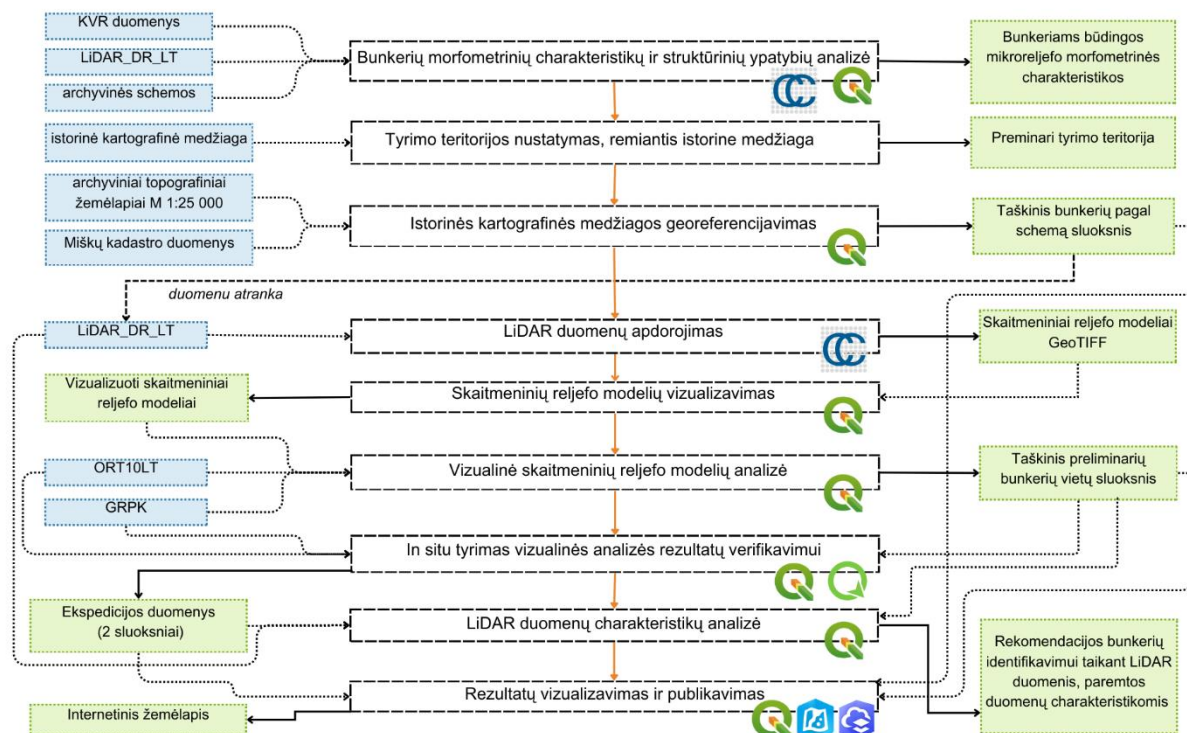 KVR duomenys
LiDAR_DR_LT
archyvinės schemos
Bunkerių morfometrinių charakteristikų ir struktūrinių ypatybių analizė
Bunkeriams būdingos
mikroreljefo morfometrinės
charakteristikos
istorinė kartografinė medžiaga
Tyrimo teritorijos nustatymas, remiantis istorine medžiaga
Preminari tyrimo teritorija
archyviniai topografiniai
žemėlapiai M 1:25 000
Miškų kadastro duomenys
Istorinės kartografinės medžiagos georeferencijavimas
Taškinis bunkerių pagal
schemą sluoksnis
duomenu atranka
LiDAR_DR_LT
LiDAR duomenų apdorojimas
Skaitmeniniai reljefo modeliai
GeoTIFF
Vizualizuoti skaitmeniniai
reljefo modeliai
Skaitmeninių reljefo modelių vizualizavimas
ORT10LT
GRPK
Vizualinė skaitmeninių reljefo modelių analizė
Taškinis preliminarių
bunkerių vietų sluoksnis
In situ tyrimas vizualinės analizės rezultatų verifikavimui
Ekspedicijos duomenys
(2 sluoksniai)
LiDAR duomenų charakteristikų analizė
Rekomendacijos bunkerių
identifikavimui taikant LiDAR
duomenis, paremtos
duomenų charakteristikomis
Rezultatų vizualizavimas ir publikavimas
Internetinis žemėlapis